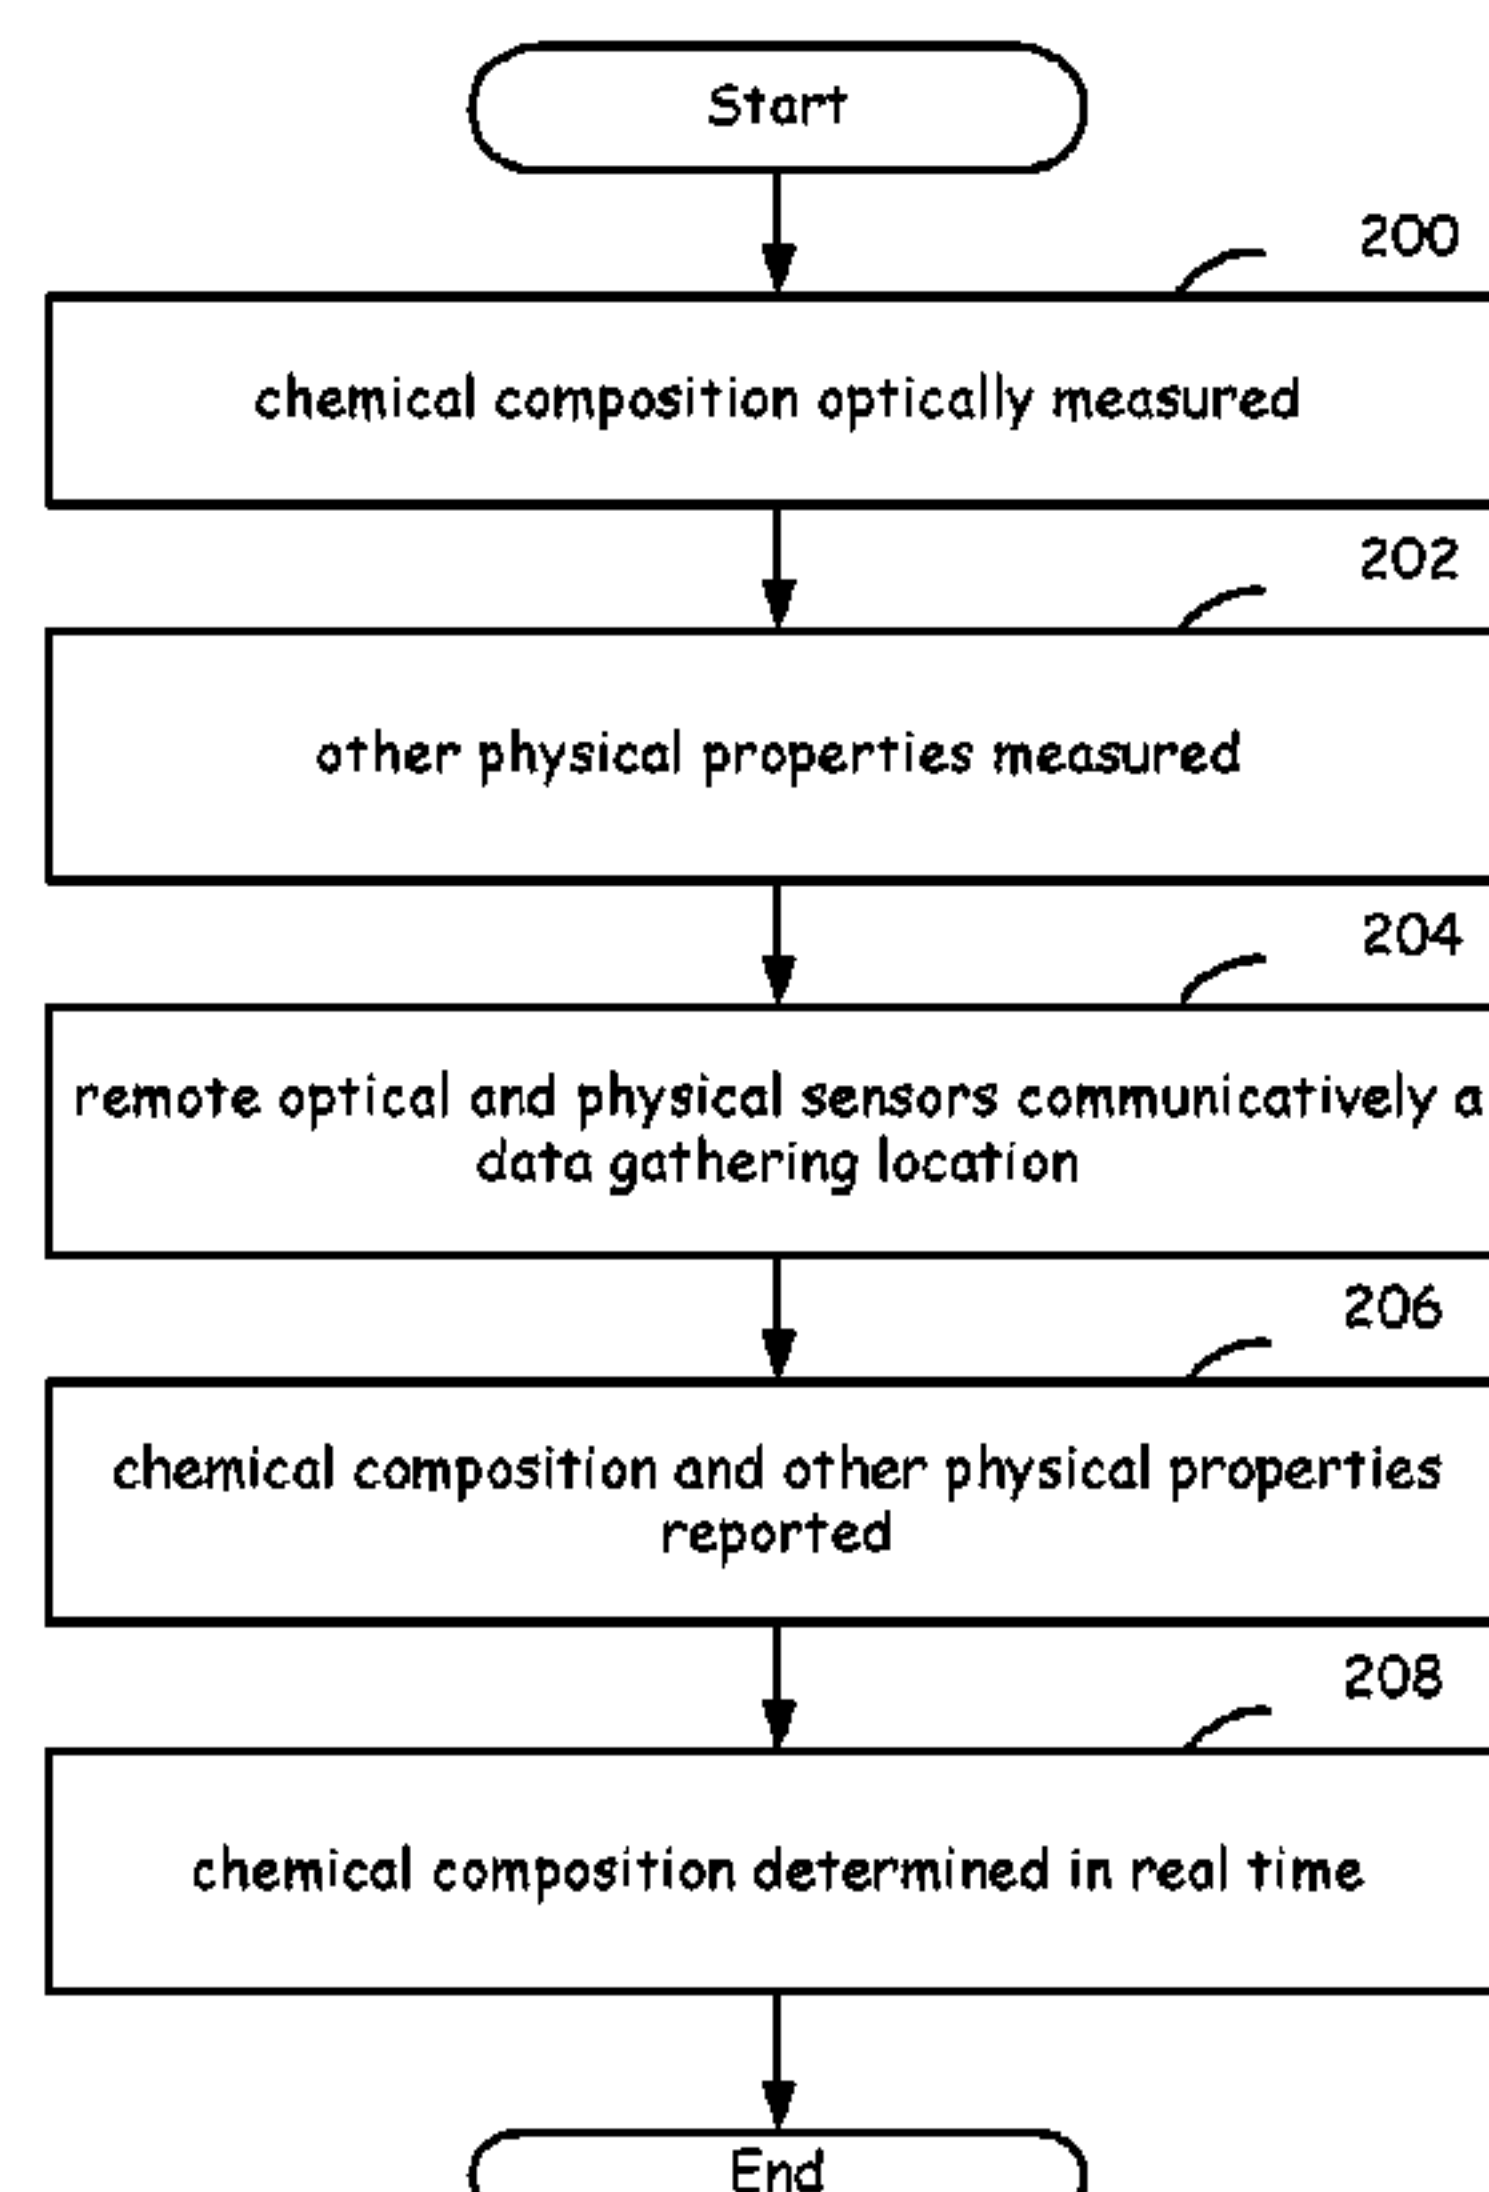 Start
200
chemical composition optically measured
202
other physical properties measured
204
remote optical and physical sensors communicatively a
data gathering location
206
chemical composition and other physical properties
reported
208
chemical composition determined in real time
End